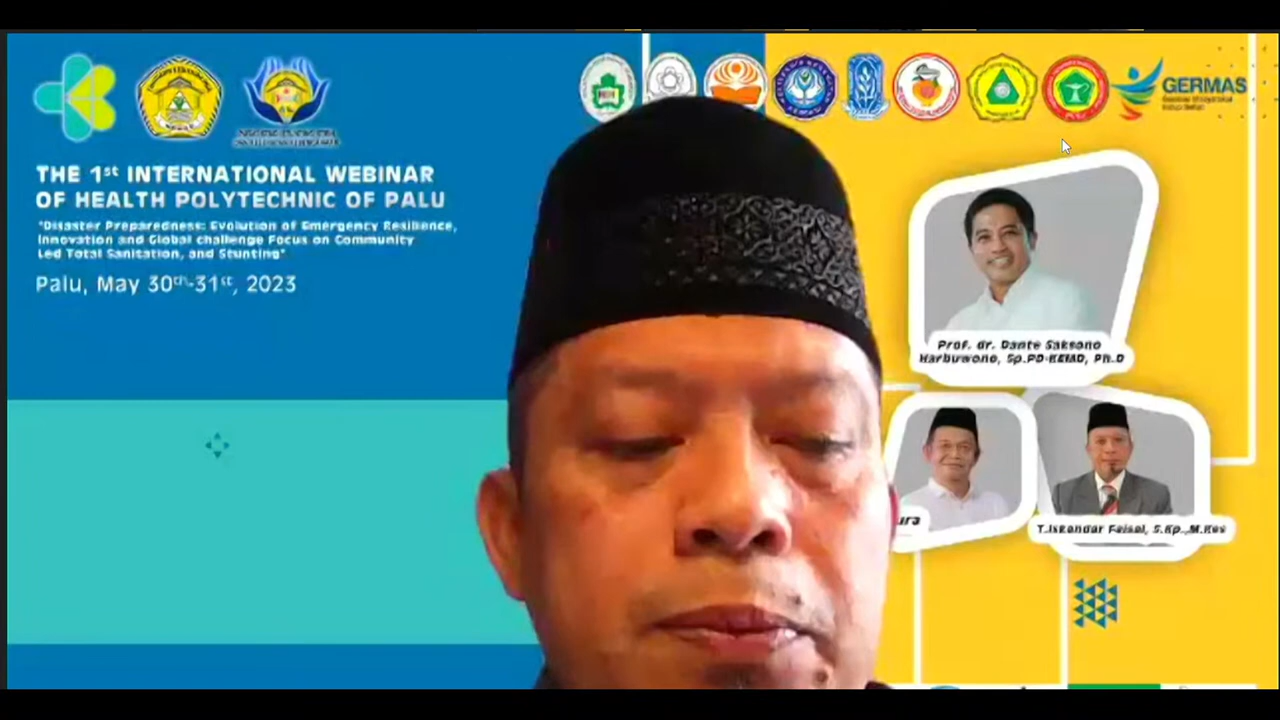 THE 1st INTERNATIONAL WEBINAR
OF HEALTH POLYTECHNIC OF PALU
"Disaster Preparedness: Evolution of Emergency Resilience,
Innovation and Global challenge Focus on Community
Led Total Sanitation, and Stunting"
Palu, May 30th-31st, 2023
GERMAS
Prof. dr. Dante Saksono
Harbuwono, Sp.PD-KEMD, Ph.D
ura
T.Iskandar Faisal, S.Kp.,M.Kes